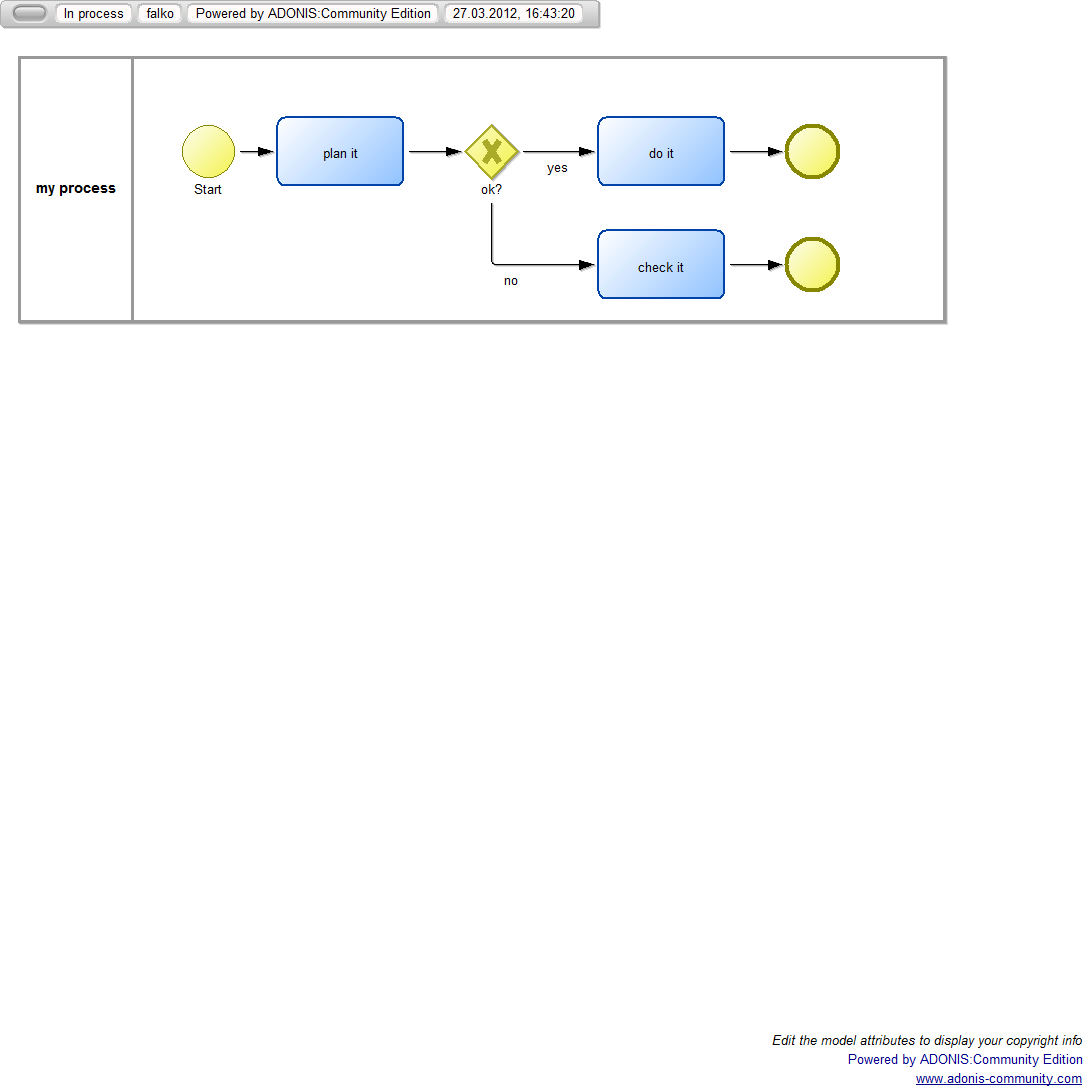 In process falko Powered by ADONIS:Community Edition 27.03.2012, 16:43:20
my process
Start
plan it
ok?
yes
do it
no
check it
Edit the model attributes to display your copyright info
Powered by ADONIS:Community Edition
www.adonis-community.com